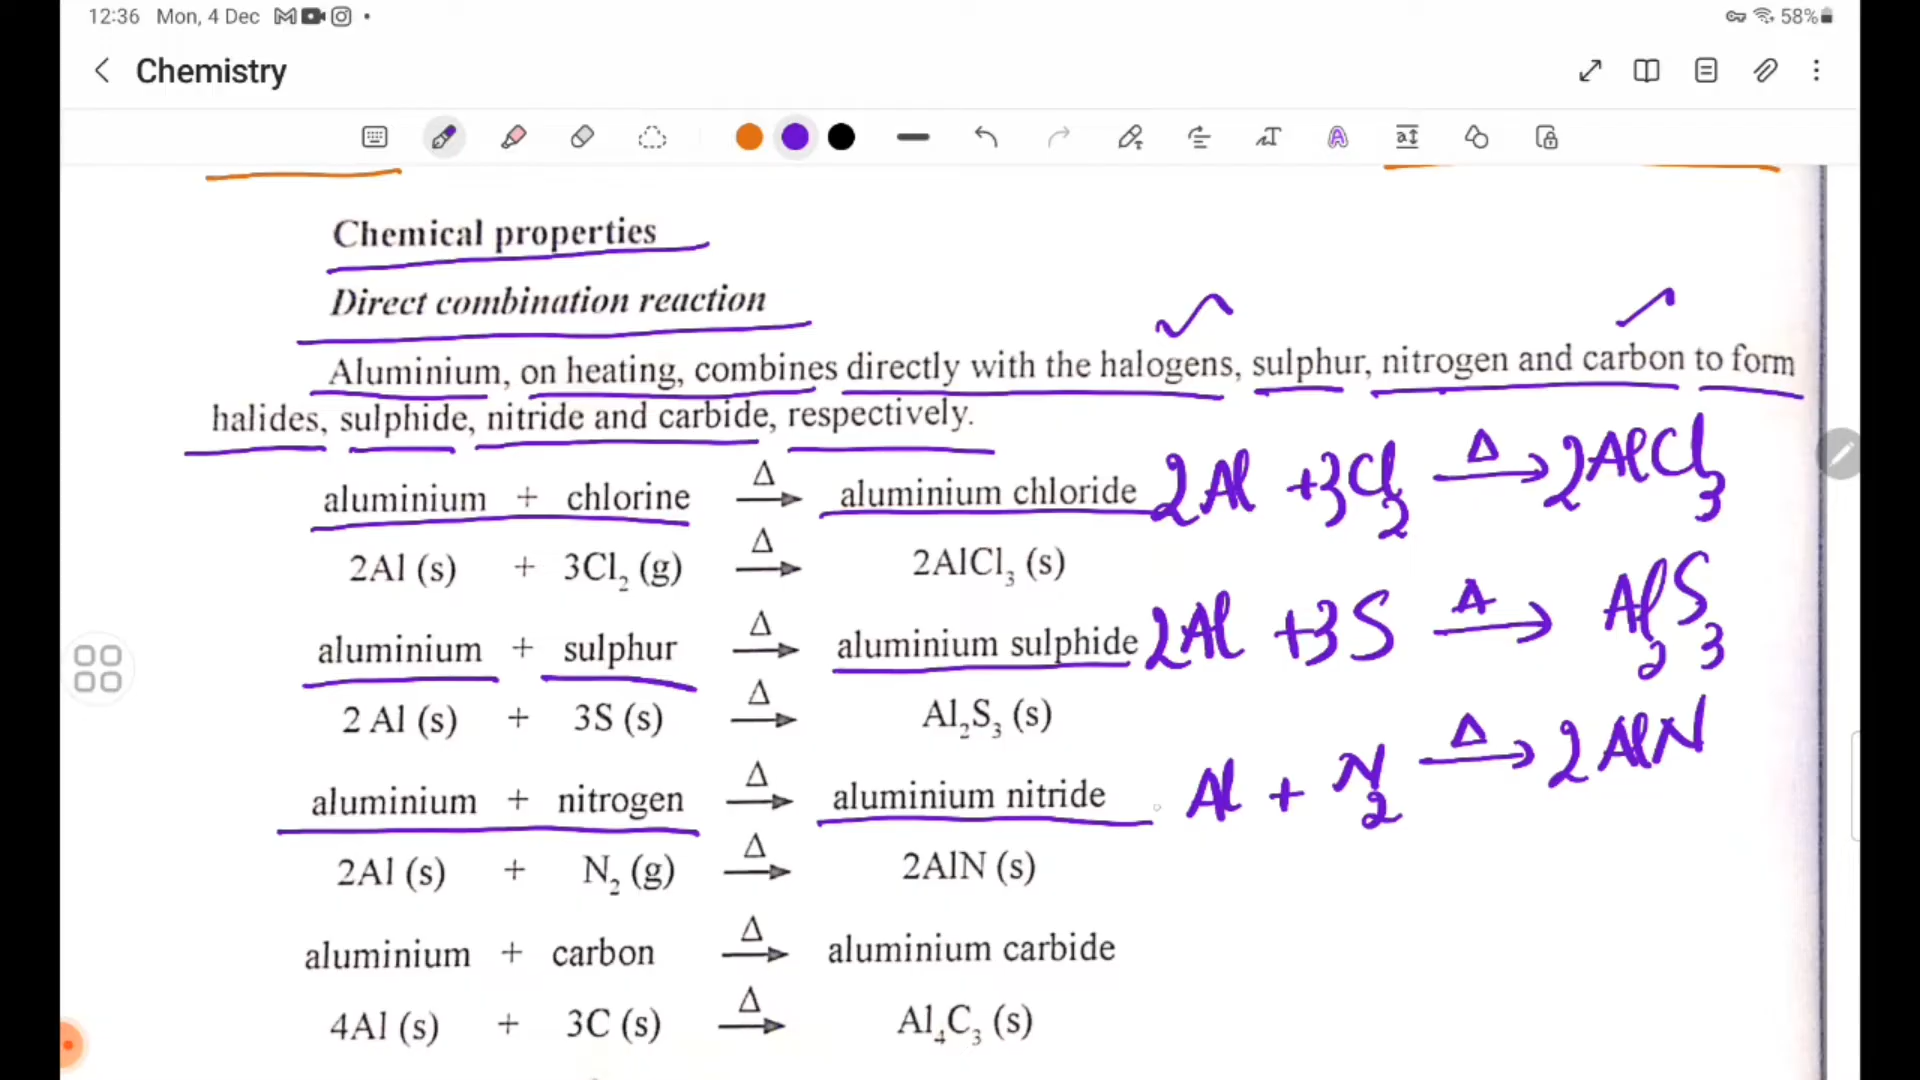 12:36 Mon, 4 Dec
58%
Chemistry
Chemical properties
Direct combination reaction
Aluminium, on heating, combines directly with the halogens, sulphur, nitrogen and carbon to form
halides, sulphide, nitride and carbide, respectively.
aluminium + chlorine Δ→ aluminium chloride 2Al + 3Cl₂ Δ→ 2AlCl₃
2Al (s) + 3Cl₂ (g) Δ→ 2AlCl₃ (s)
aluminium + sulphur Δ→ aluminium sulphide 2Al + 3S Δ→ Al₂S₃
2 Al (s) + 3S (s) Δ→ Al₂S₃ (s)
aluminium + nitrogen Δ→ aluminium nitride Al + N₂ Δ→ 2AlN
2Al (s) + N₂ (g) Δ→ 2AlN (s)
aluminium + carbon Δ→ aluminium carbide
4Al (s) + 3C (s) Δ→ Al₄C₃ (s)